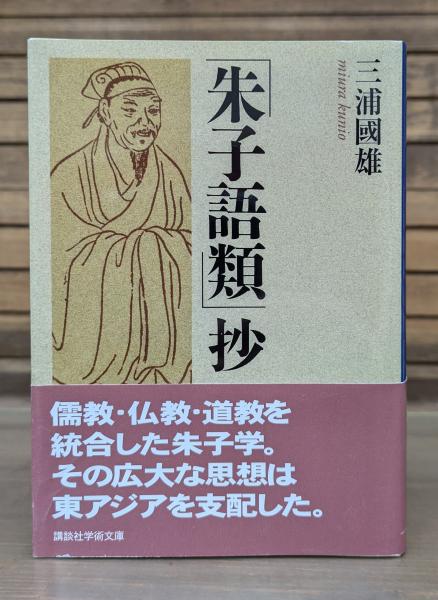 三浦國雄
miura kunio
「朱子語類」抄
儒教・仏教・道教を
統合した朱子学。
その広大な思想は
東アジアを支配した。
講談社学術文庫